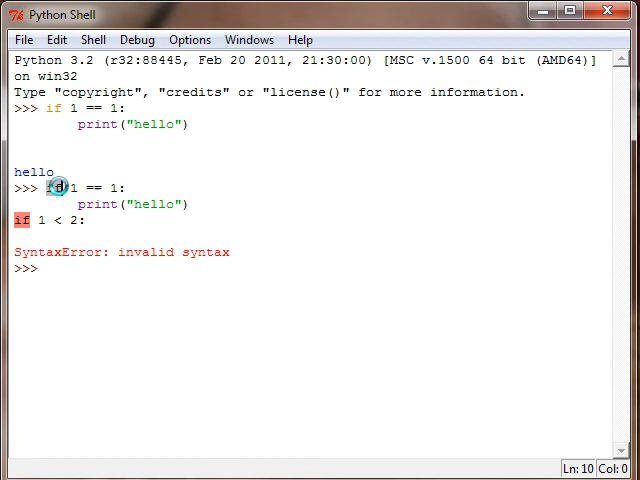 Python Shell
File Edit Shell Debug Options Windows Help
Python 3.2 (r32:88445, Feb 20 2011, 21:30:00) [MSC v.1500 64 bit (AMD64)]
on win32
Type "copyright", "credits" or "license()" for more information.
>>> if 1 == 1:
        print("hello")
hello
>>> if 1 == 1:
        print("hello")
if 1 < 2:
SyntaxError: invalid syntax
>>>
Ln: 10 Col: 0